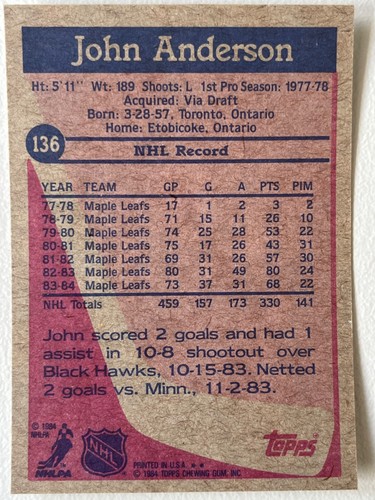 John Anderson
Ht: 5'11" Wt: 189 Shoots: L 1st Pro Season: 1977-78
Acquired: Via Draft
Born: 3-28-57, Toronto, Ontario
Home: Etobicoke, Ontario
136
NHL Record
YEAR TEAM GP G A PTS PIM
77-78 Maple Leafs 17 1 2 3 2
78-79 Maple Leafs 71 15 11 26 10
79-80 Maple Leafs 74 25 28 53 22
80-81 Maple Leafs 75 17 26 43 31
81-82 Maple Leafs 69 31 26 57 30
82-83 Maple Leafs 80 31 49 80 24
83-84 Maple Leafs 73 37 31 68 22
NHL Totals 459 157 173 330 141
John scored 2 goals and had 1
assist in 10-8 shootout over
Black Hawks, 10-15-83. Netted
2 goals vs. Minn., 11-2-83.
© 1984
NHLPA
NHLPA
NHL
topps
PRINTED IN U.S.A. ★ ★
© 1984 TOPPS CHEWING GUM, INC.